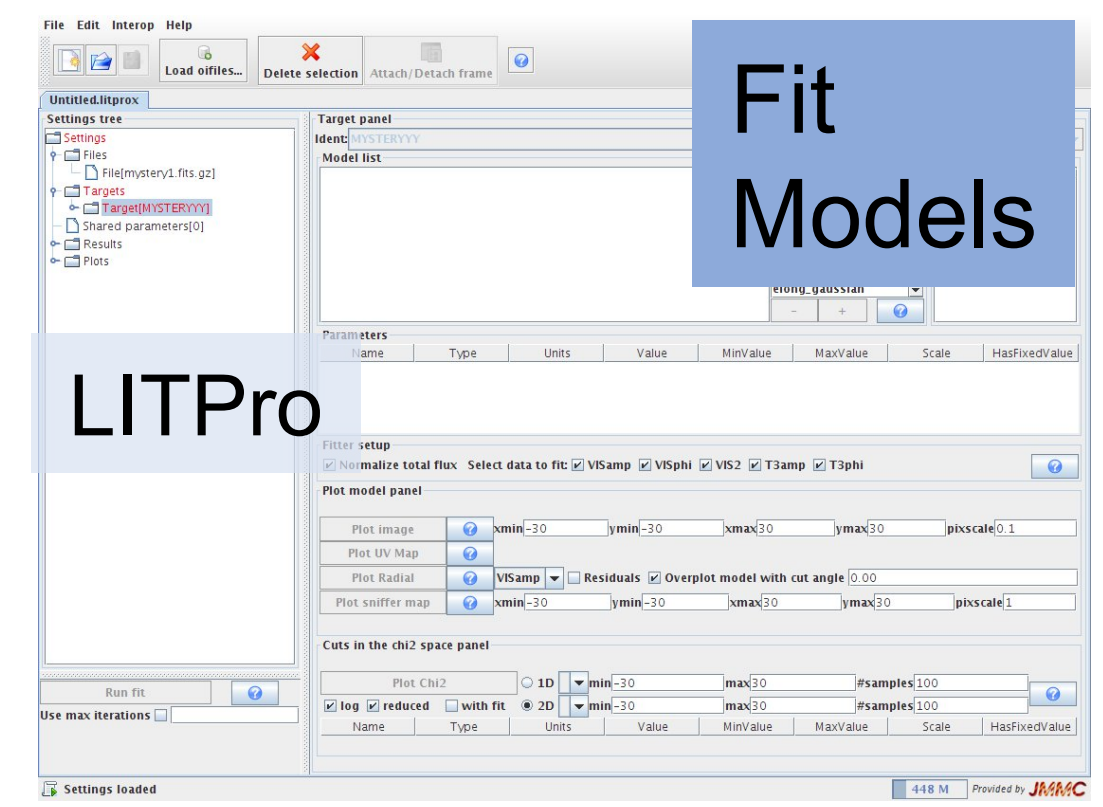 File Edit Interop Help
Load oifiles...
Delete selection
Attach/Detach frame
Fit
Models
Untitled.litprox
Settings tree
Settings
Files
File[mystery1.fits.gz]
Targets
Target[MYSTERYYY]
Shared parameters[0]
Results
Plots
LITPro
Run fit
Use max iterations
Target panel
Ident: MYSTERYYY
Model list
elong_gaussian
- +
Parameters
Name Type Units Value MinValue MaxValue Scale HasFixedValue
Fitter setup
Normalize total flux Select data to fit: VISamp VISphi VIS2 T3amp T3phi
Plot model panel
Plot image xmin -30 ymin -30 xmax 30 ymax 30 pixscale 0.1
Plot UV Map
Plot Radial VISamp Residuals Overplot model with cut angle 0.00
Plot sniffer map xmin -30 ymin -30 xmax 30 ymax 30 pixscale 1
Cuts in the chi2 space panel
Plot Chi2 1D min -30 max 30 #samples 100
log reduced with fit 2D min -30 max 30 #samples 100
Name Type Units Value MinValue MaxValue Scale HasFixedValue
Settings loaded
448 M Provided by JMMC